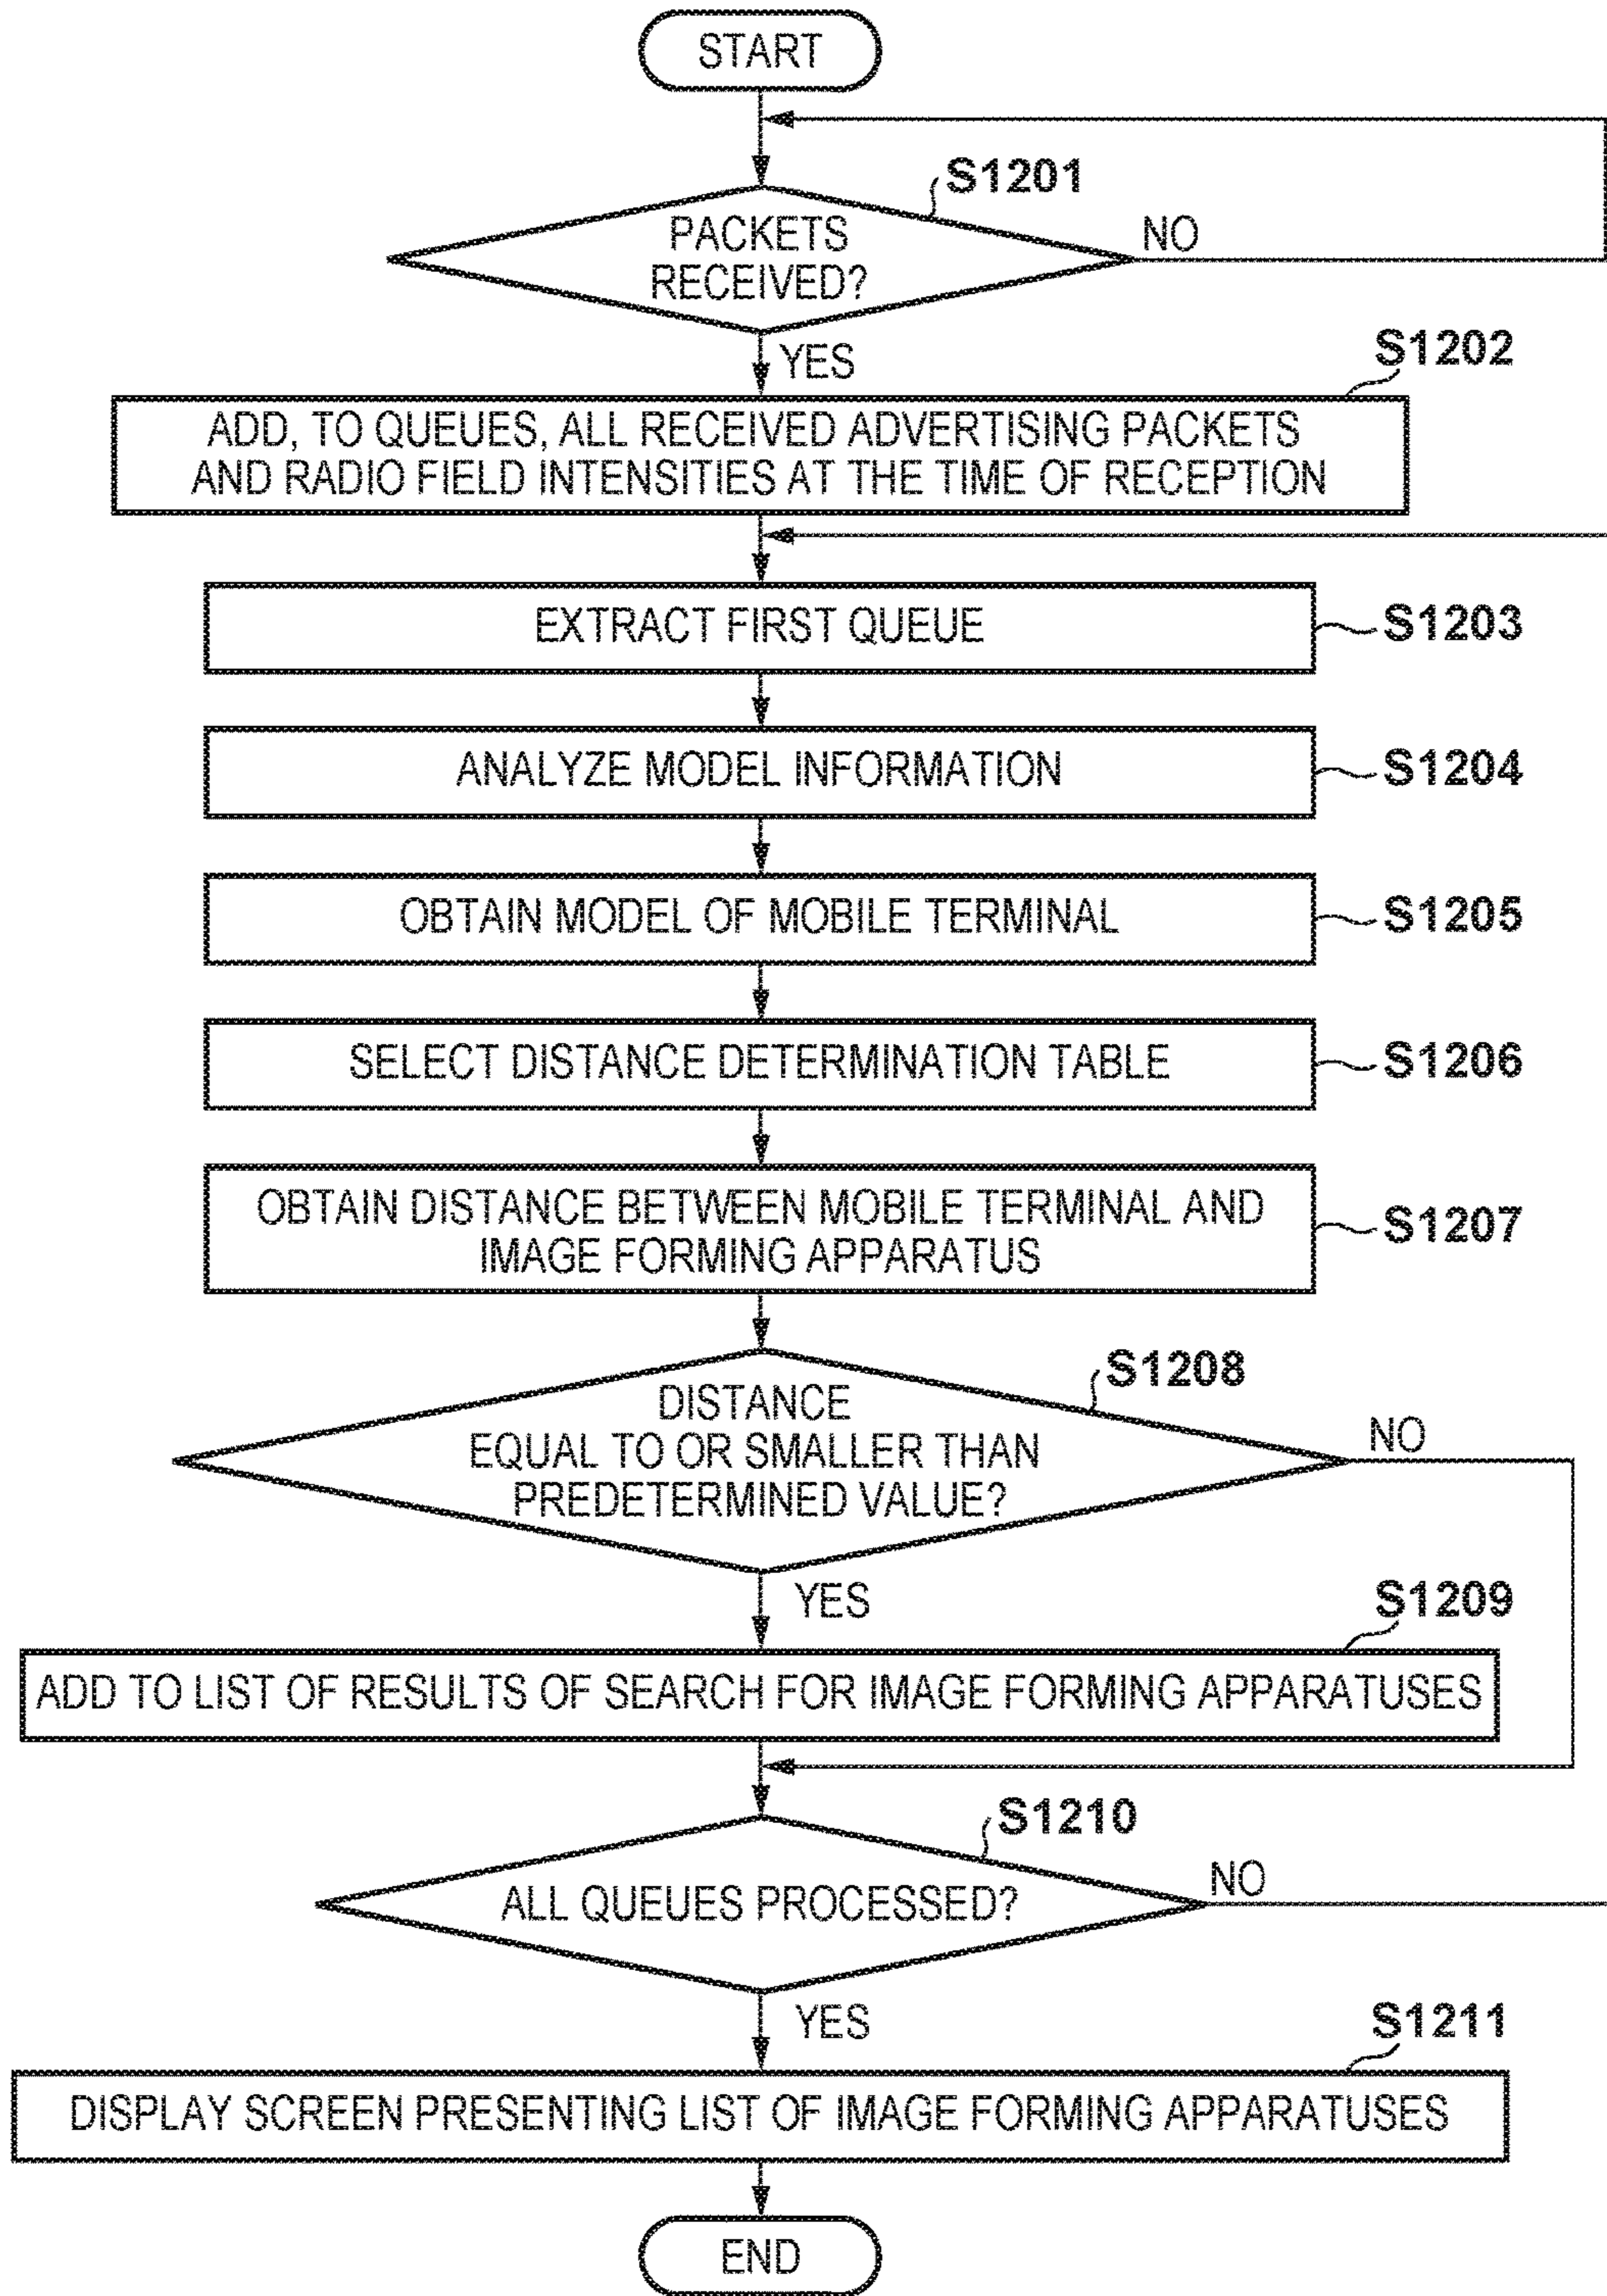 START
S1201
PACKETS
RECEIVED?
NO
YES
S1202
ADD, TO QUEUES, ALL RECEIVED ADVERTISING PACKETS
AND RADIO FIELD INTENSITIES AT THE TIME OF RECEPTION
EXTRACT FIRST QUEUE
S1203
ANALYZE MODEL INFORMATION
S1204
OBTAIN MODEL OF MOBILE TERMINAL
S1205
SELECT DISTANCE DETERMINATION TABLE
S1206
OBTAIN DISTANCE BETWEEN MOBILE TERMINAL AND
IMAGE FORMING APPARATUS
S1207
S1208
DISTANCE
EQUAL TO OR SMALLER THAN
PREDETERMINED VALUE?
NO
YES
S1209
ADD TO LIST OF RESULTS OF SEARCH FOR IMAGE FORMING APPARATUSES
S1210
ALL QUEUES PROCESSED?
NO
YES
S1211
DISPLAY SCREEN PRESENTING LIST OF IMAGE FORMING APPARATUSES
END